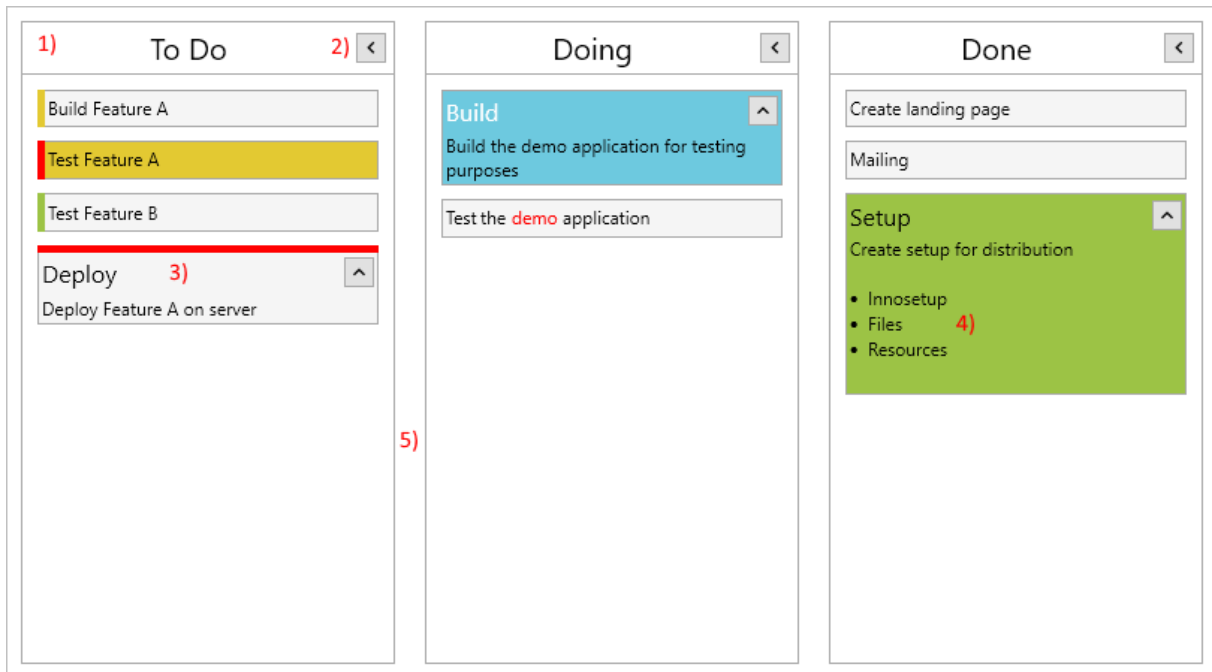 1)
To Do
2)
Build Feature A
Test Feature A
Test Feature B
Deploy
3)
Deploy Feature A on server
5)
Doing
Build
Build the demo application for testing
purposes
Test the demo application
Done
Create landing page
Mailing
Setup
Create setup for distribution
• Innosetup
• Files
4)
• Resources